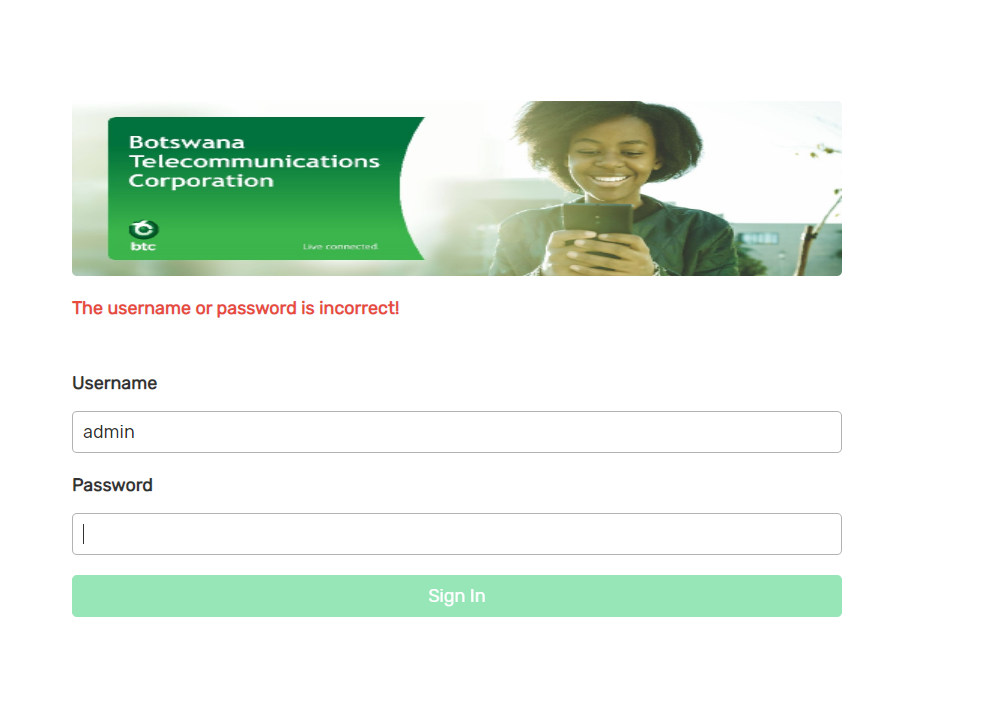 Botswana
Telecommunications
Corporation
btc
Live connected.
The username or password is incorrect!
Username
admin
Password
Sign In